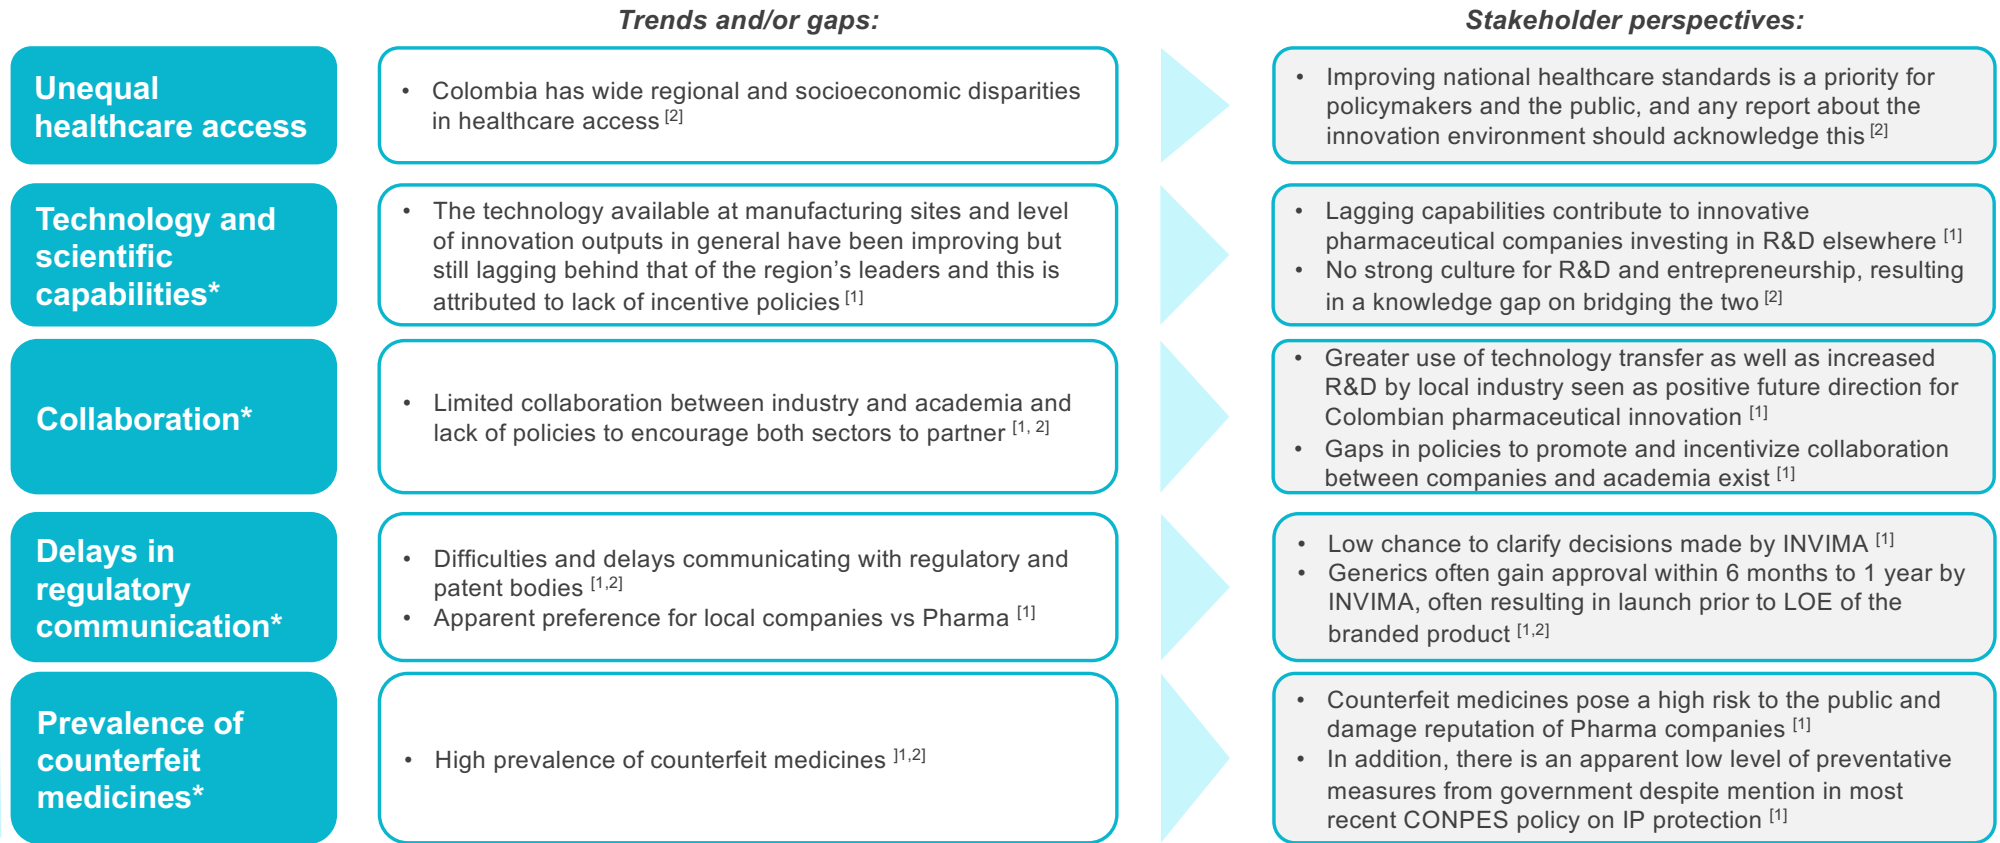 Trends and/or gaps:
Stakeholder perspectives:
Unequal
healthcare access
• Colombia has wide regional and socioeconomic disparities
in healthcare access [2]
• Improving national healthcare standards is a priority for
policymakers and the public, and any report about the
innovation environment should acknowledge this [2]
Technology and
scientific
capabilities*
• The technology available at manufacturing sites and level
of innovation outputs in general have been improving but
still lagging behind that of the region’s leaders and this is
attributed to lack of incentive policies [1]
• Lagging capabilities contribute to innovative
pharmaceutical companies investing in R&D elsewhere [1]
• No strong culture for R&D and entrepreneurship, resulting
in a knowledge gap on bridging the two [2]
Collaboration*
• Limited collaboration between industry and academia and
lack of policies to encourage both sectors to partner [1, 2]
• Greater use of technology transfer as well as increased
R&D by local industry seen as positive future direction for
Colombian pharmaceutical innovation [1]
• Gaps in policies to promote and incentivize collaboration
between companies and academia exist [1]
Delays in
regulatory
communication*
• Difficulties and delays communicating with regulatory and
patent bodies [1,2]
• Apparent preference for local companies vs Pharma [1]
• Low chance to clarify decisions made by INVIMA [1]
• Generics often gain approval within 6 months to 1 year by
INVIMA, often resulting in launch prior to LOE of the
branded product [1,2]
Prevalence of
counterfeit
medicines*
• High prevalence of counterfeit medicines ]1,2]
• Counterfeit medicines pose a high risk to the public and
damage reputation of Pharma companies [1]
• In addition, there is an apparent low level of preventative
measures from government despite mention in most
recent CONPES policy on IP protection [1]